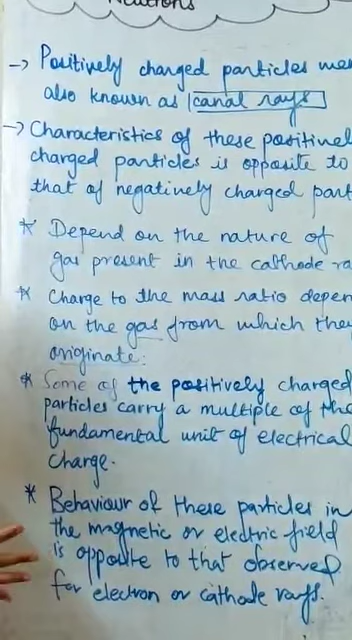 Neutrons
→ Positively charged particles
also known as canal rays
→ Characteristics of these positivel
charged particles is opposite to
that of negatively charged part
* Depend on the nature of
gas present in the cathode ra
* Charge to the mass ratio depen
on the gas from which they
originate.
* Some of the positively charged
particles carry a multiple of the
fundamental unit of electrical
charge.
* Behaviour of these particles in
the magnetic or electric field
is opposite to that observed
for electron or cathode rays.